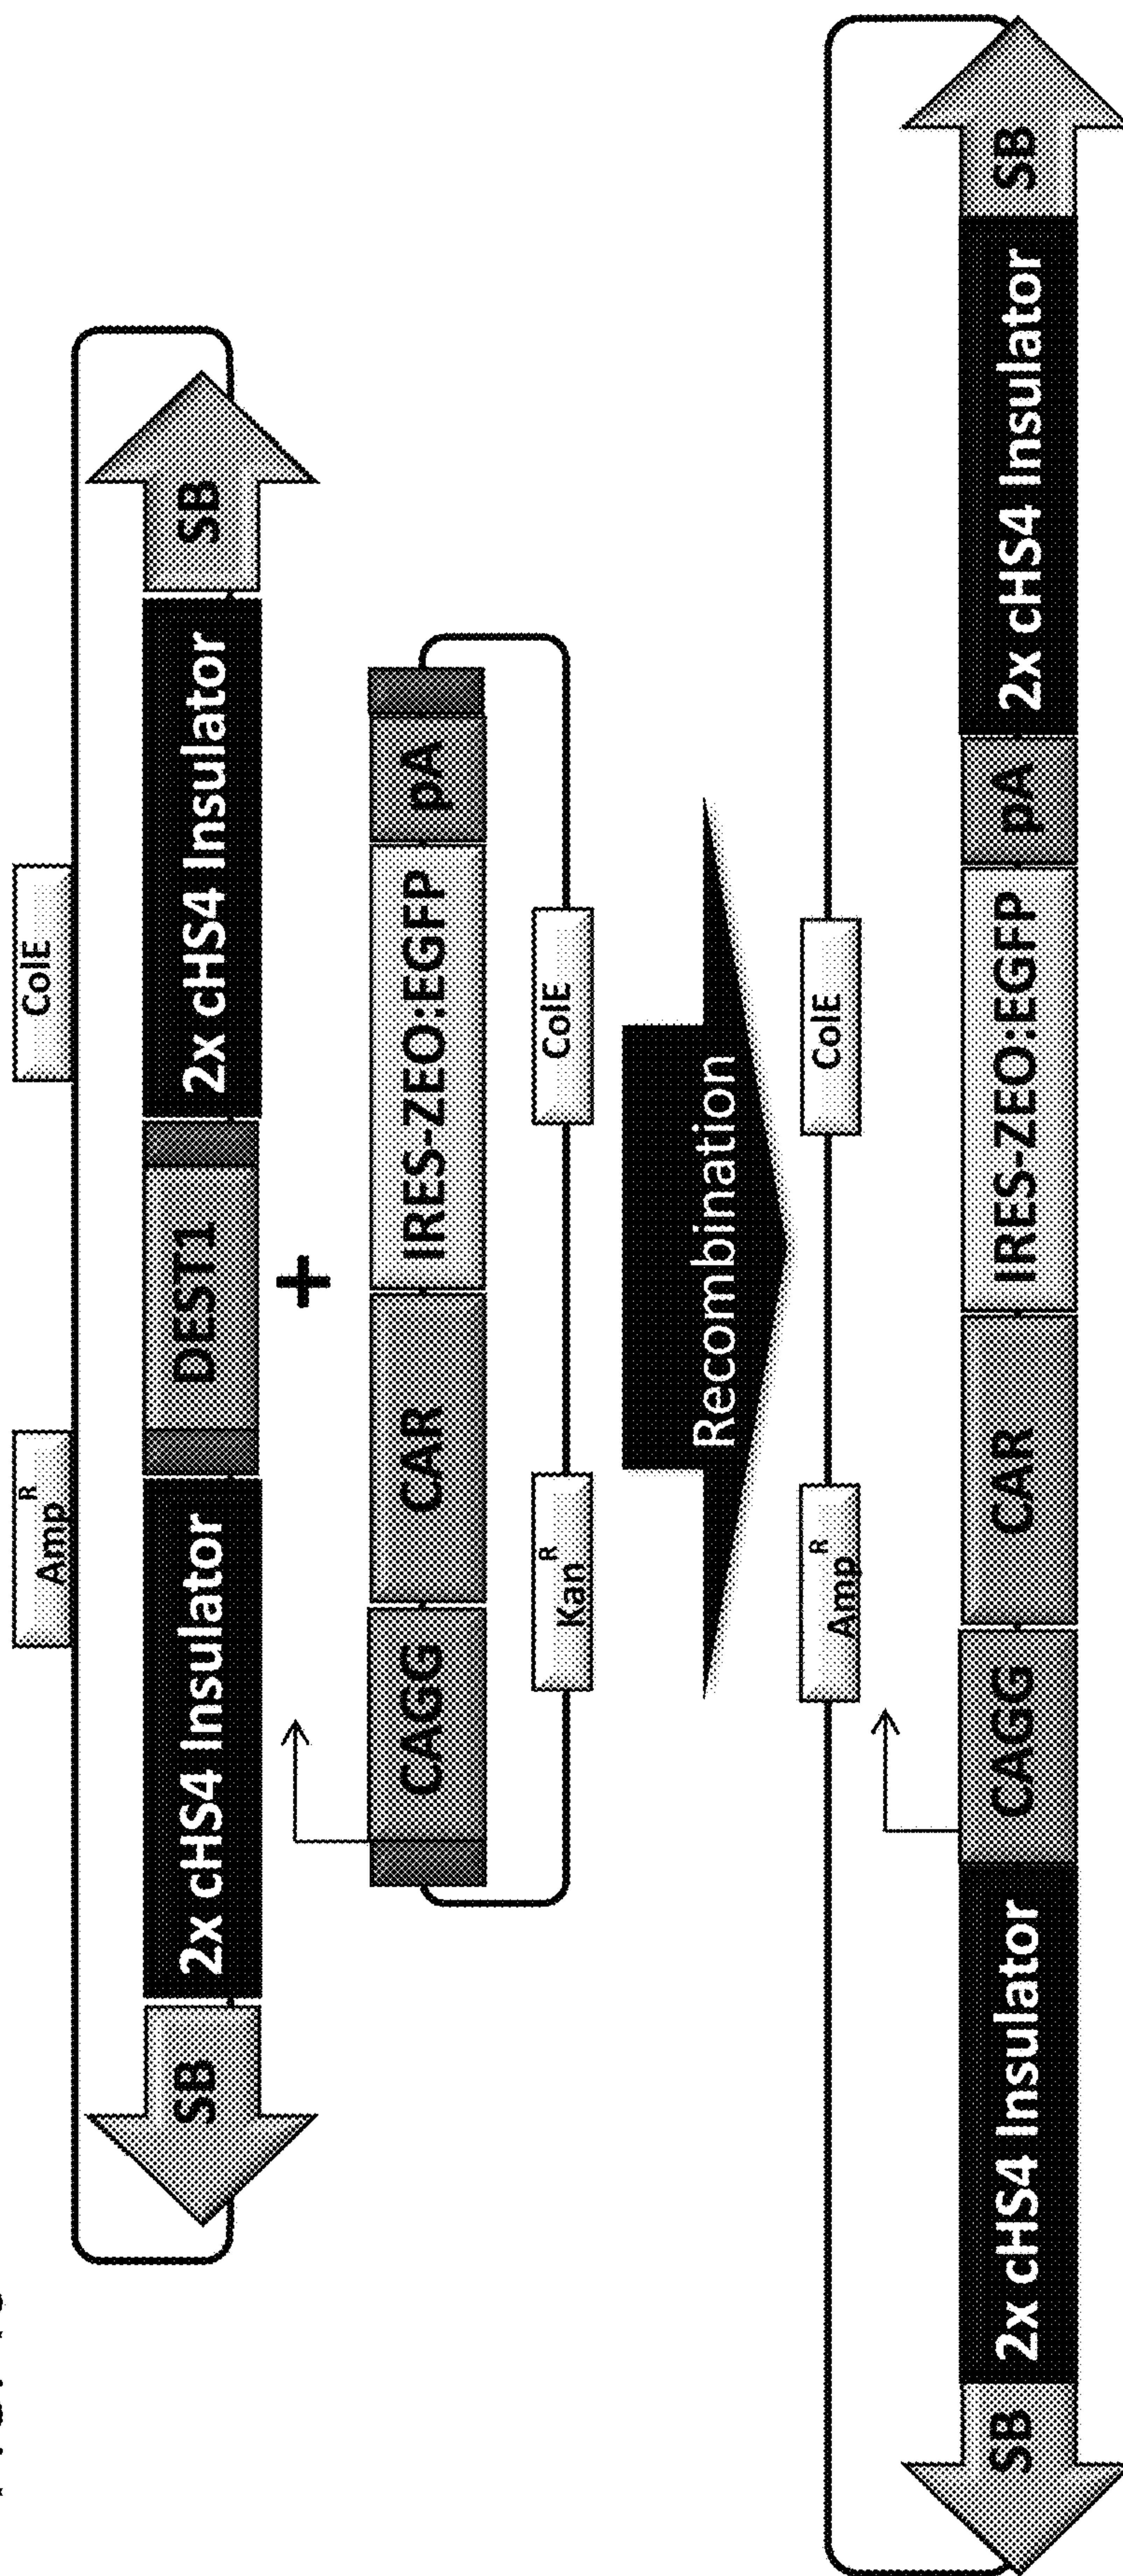 Amp^R
ColE
SB
2x cHS4 Insulator
DEST1
2x cHS4 Insulator
SB
+
CAGG
CAR
IRES-ZEO:EGFP
pA
Kan^R
ColE
Recombination
Amp^R
ColE
SB
2x cHS4 Insulator
CAGG
CAR
IRES-ZEO:EGFP
pA
2x cHS4 Insulator
SB